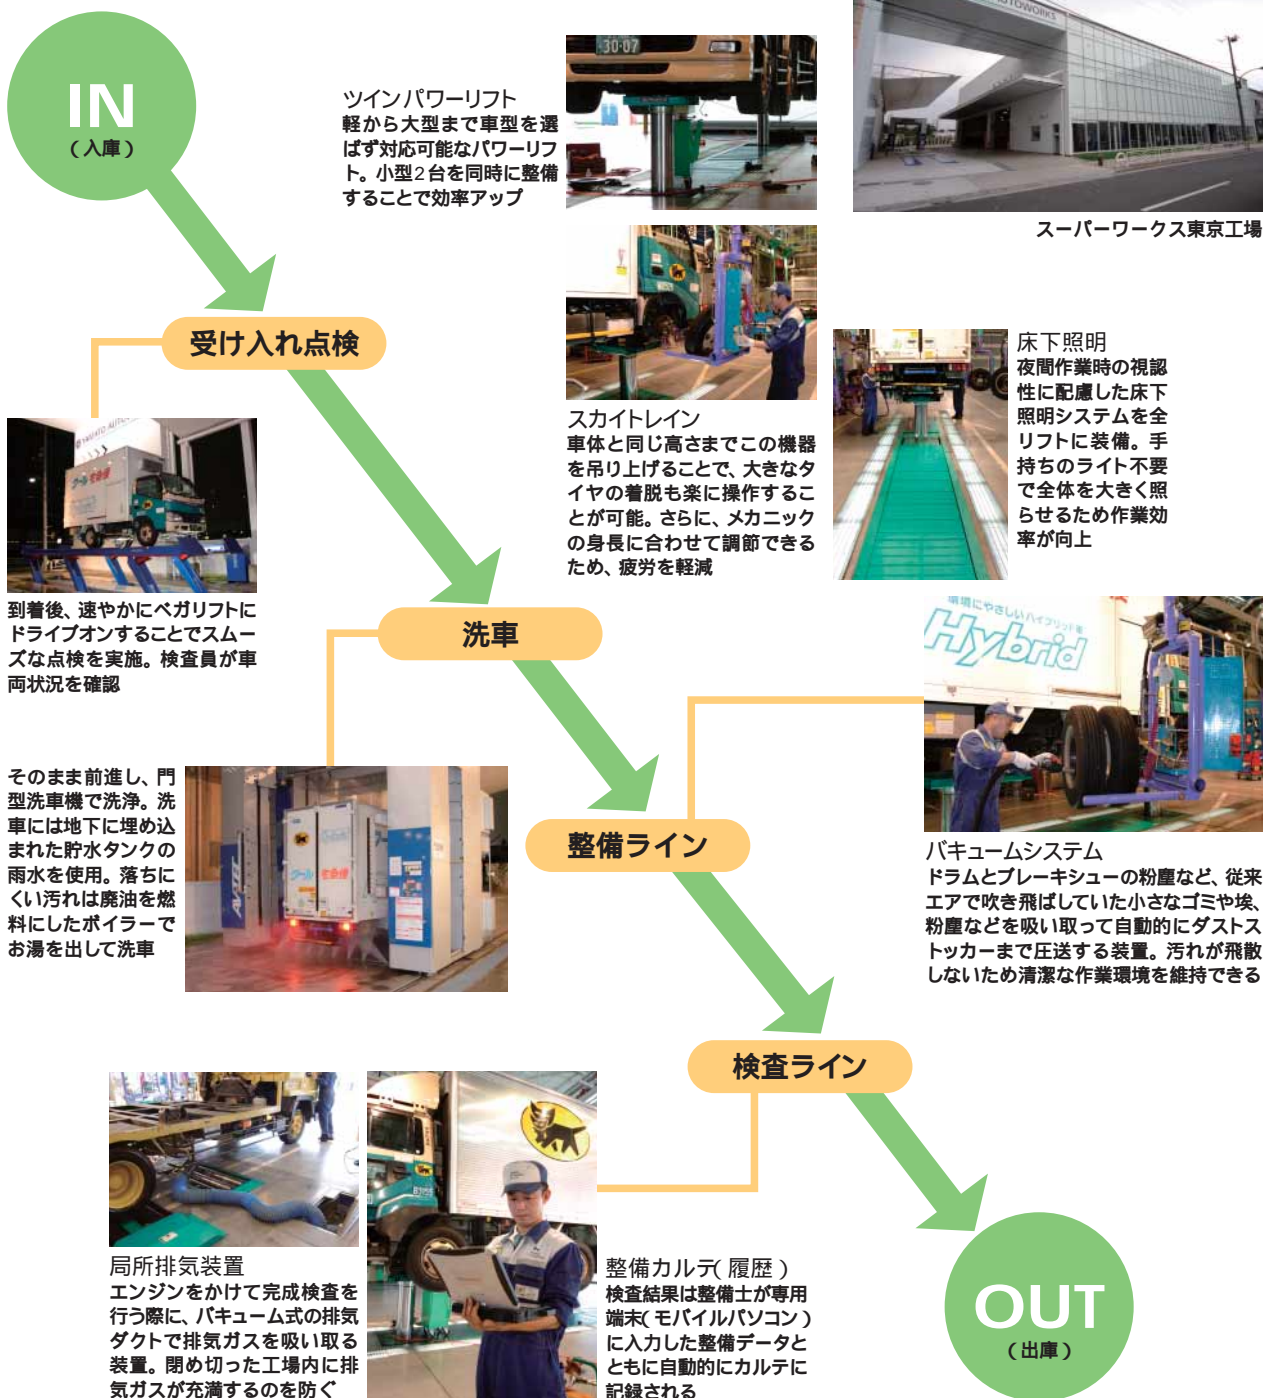 IN
(入庫)
ツインパワーリフト
軽から大型まで車型を選
ばず対応可能なパワーリフ
ト。小型2台を同時に整備
することで効率アップ
30-07
スーパーワークス東京工場
受け入れ点検
スカイトレイン
車体と同じ高さまでこの機器
を吊り上げることで、大きなタ
イヤの着脱も楽に操作するこ
とが可能。さらに、メカニック
の身長に合わせて調節できる
ため、疲労を軽減
床下照明
夜間作業時の視認
性に配慮した床下
照明システムを全
リフトに装備。手
持ちのライト不要
で全体を大きく照
らせるため作業効
率が向上
クール宅急便
到着後、速やかにベガリフトに
ドライブオンすることでスムー
ズな点検を実施。検査員が車
両状況を確認
洗車
そのまま前進し、門
型洗車機で洗浄。洗
車には地下に埋め込
まれた貯水タンクの
雨水を使用。落ちに
くい汚れは廃油を燃
料にしたボイラーで
お湯を出して洗車
クール 宅急便
環境にやさしいハイブリッド車
Hybrid
整備ライン
バキュームシステム
ドラムとブレーキシューの粉塵など、従来
エアで吹き飛ばしていた小さなゴミや埃、
粉塵などを吸い取って自動的にダストス
トッカーまで圧送する装置。汚れが飛散
しないため清潔な作業環境を維持できる
検査ライン
局所排気装置
エンジンをかけて完成検査を
行う際に、バキューム式の排気
ダクトで排気ガスを吸い取る
装置。閉め切った工場内に排
気ガスが充満するのを防ぐ
整備カルテ(履歴)
検査結果は整備士が専用
端末(モバイルパソコン)
に入力した整備データと
ともに自動的にカルテに
記録される
OUT
(出庫)